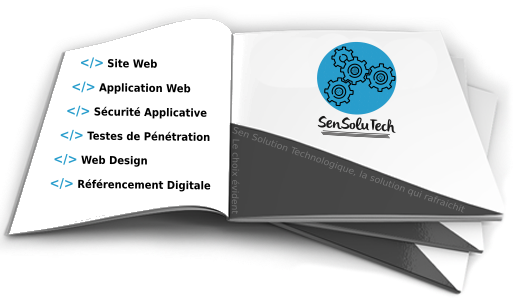 </> Site Web
</> Application Web
</> Sécurité Applicative
</> Testes de Pénétration
</> Web Design
</> Référencement Digitale
SenSoluTech
Sen Solution Technologique, la solution qui rafraichit
Le choix évident